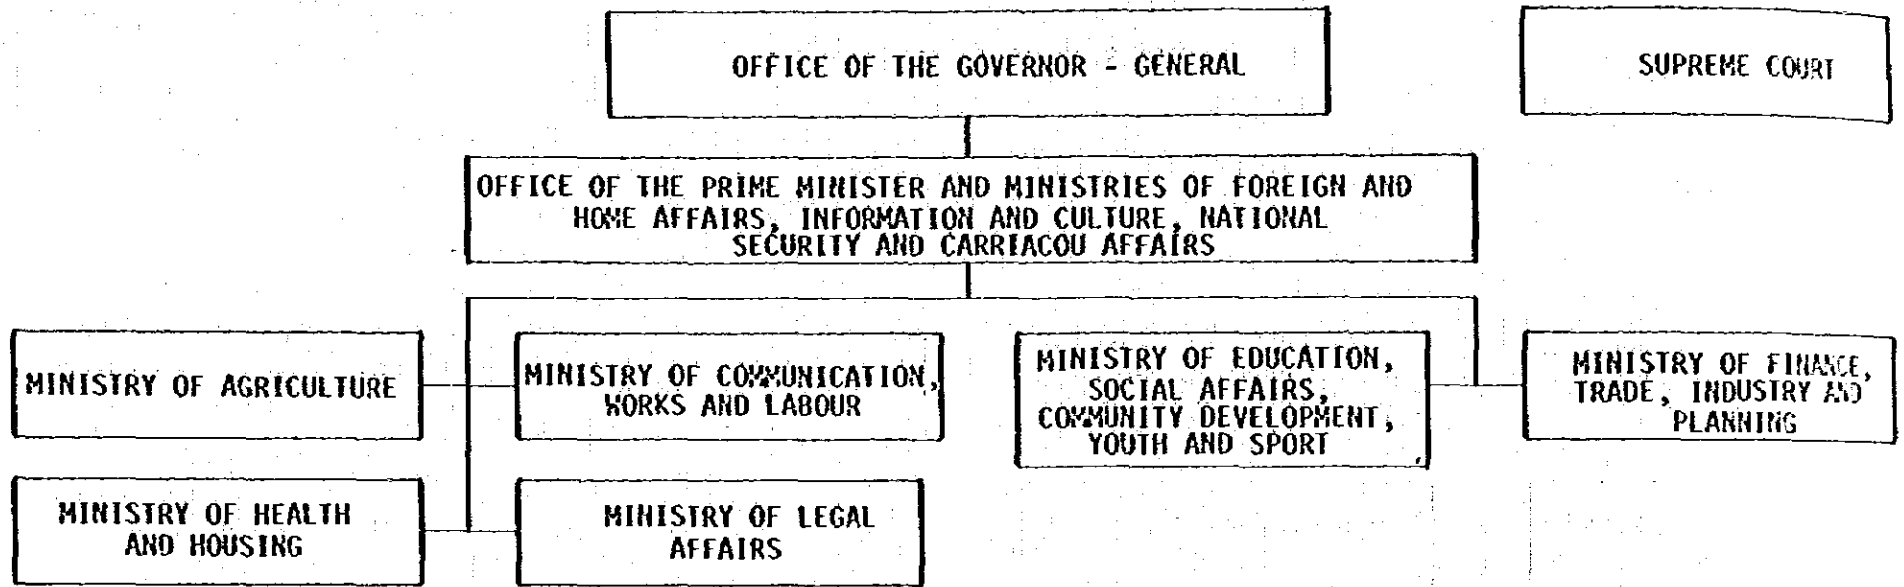 OFFICE OF THE GOVERNOR - GENERAL
SUPREME COURT
OFFICE OF THE PRIME MINISTER AND MINISTRIES OF FOREIGN AND
HOME AFFAIRS, INFORMATION AND CULTURE, NATIONAL
SECURITY AND CARRIACOU AFFAIRS
MINISTRY OF AGRICULTURE
MINISTRY OF COMMUNICATION,
WORKS AND LABOUR
MINISTRY OF EDUCATION,
SOCIAL AFFAIRS,
COMMUNITY DEVELOPMENT,
YOUTH AND SPORT
MINISTRY OF FINANCE,
TRADE, INDUSTRY AND
PLANNING
MINISTRY OF HEALTH
AND HOUSING
MINISTRY OF LEGAL
AFFAIRS